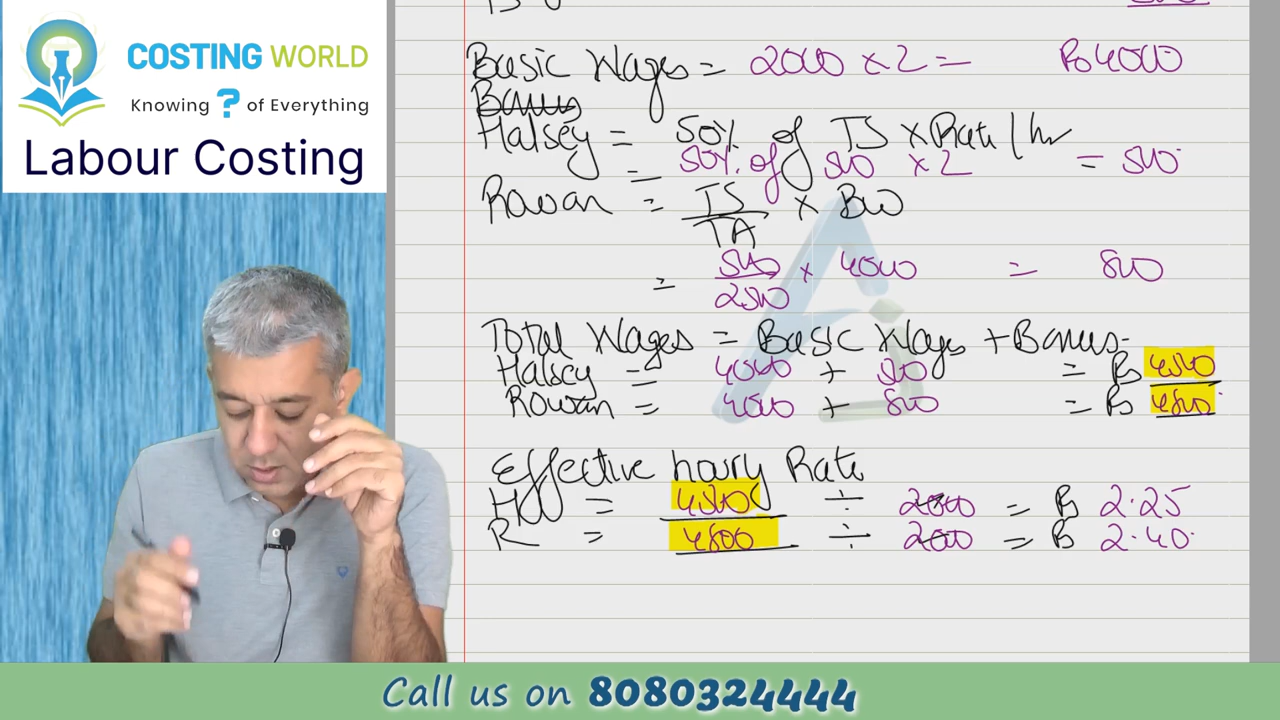 COSTING WORLD
Knowing ? of Everything
Labour Costing
Basic Wages = 2000 × 2 = Rs 4000
Bonus
Halsey = 50% of TS × Rate / hr
= 50% of 500 × 2 = 500
Rowan = TS / TA × BW
= 500 / 2500 × 4000 = 800
Total Wages = Basic Wages + Bonus
Halsey = 4000 + 500 = Rs 4500
Rowan = 4000 + 800 = Rs 4800
Effective houry Rate
H = 4500 ÷ 2000 = Rs 2.25
R = 4800 ÷ 2000 = Rs 2.40
Call us on 8080324444